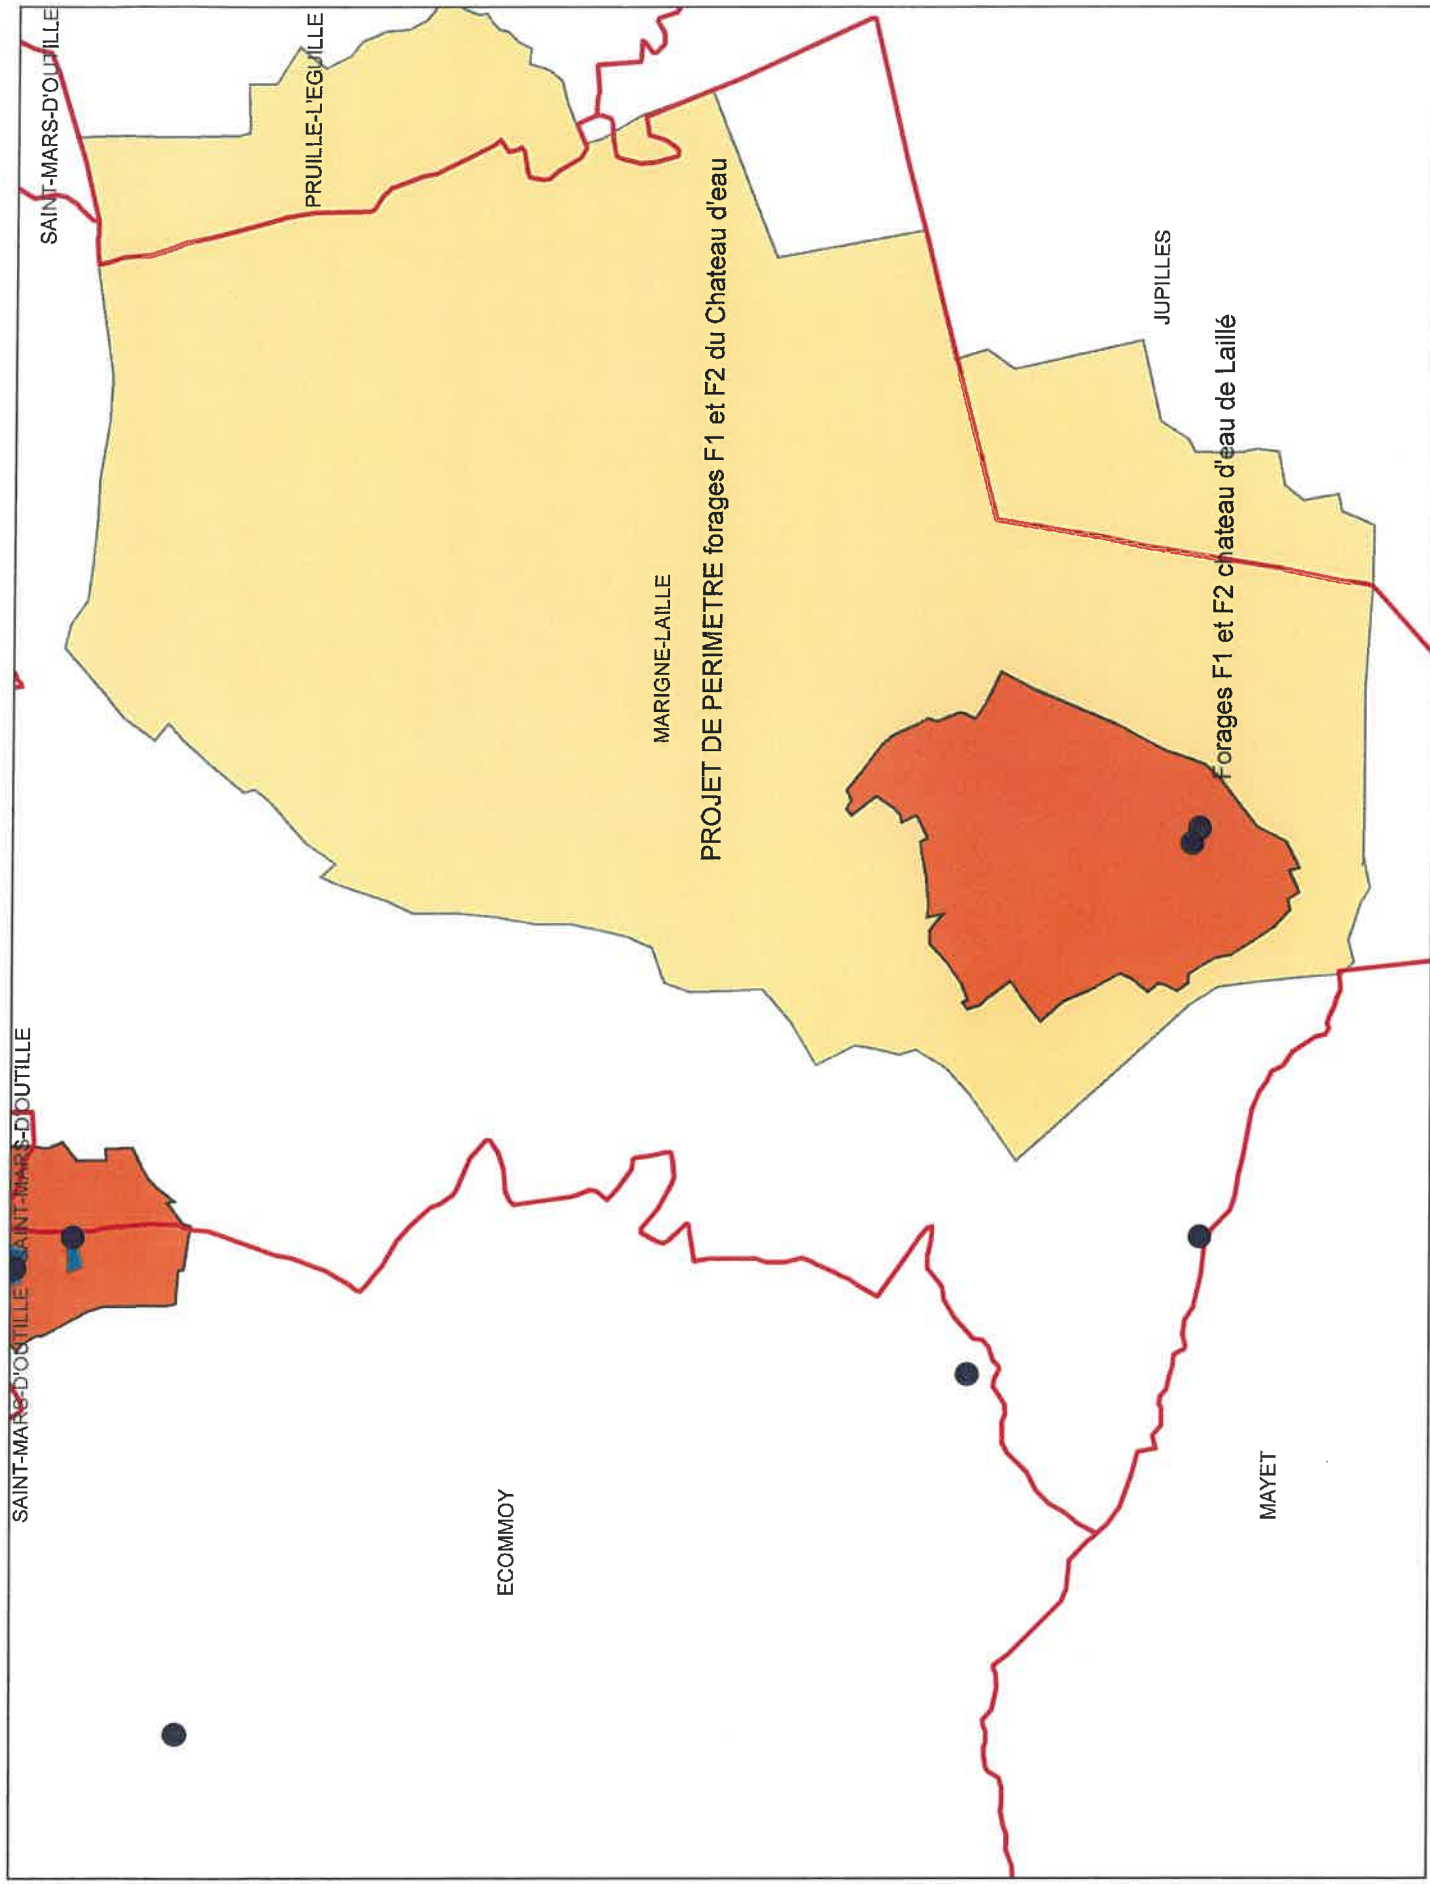 SAINT-MARS-D'OUTILLE SAINT-MARS-D'OUTILLE
SAINT-MARS-D'OUTILLE
PRUILLE-L'EGUILLE
ECOMMOY
MARIGNE-LAILLE
PROJET DE PERIMETRE forages F1 et F2 du Chateau d'eau
JUPILLES
Forages F1 et F2 chateau d'eau de Laillé
MAYET